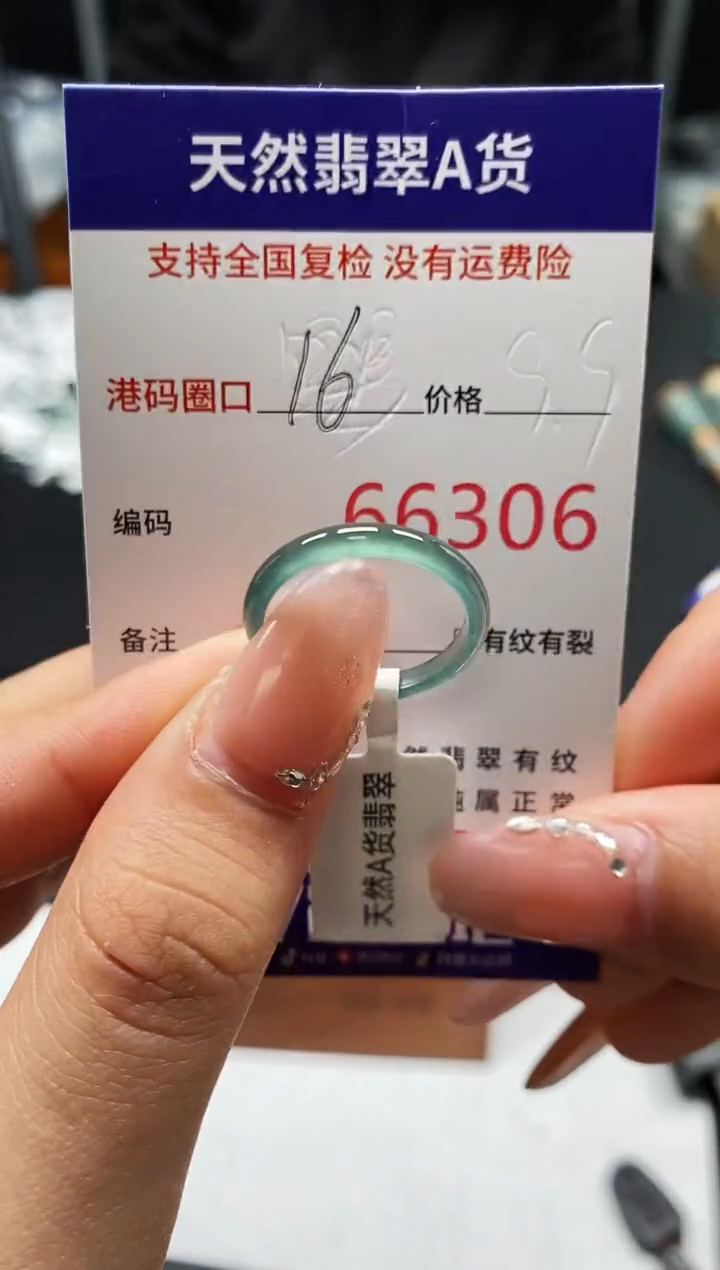 天然翡翠A货
支持全国复检 没有运费险
港码圈口 16 价格
编码 66306
备注 有纹有裂
然翡翠有纹
属正常
天然A货翡翠